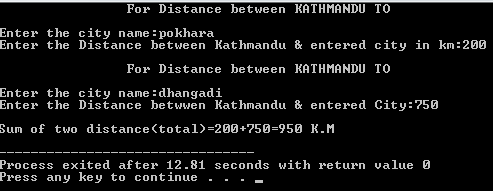 For Distance between KATHMANDU TO
Enter the city name:pokhara
Enter the Distance between Kathmandu & entered city in km:200
For Distance between KATHMANDU TO
Enter the city name:dhangadi
Enter the Distance betwwen Kathmandu & entered City:750
Sum of two distance(total)=200+750=950 K.M
--------------------------------
Process exited after 12.81 seconds with return value 0
Press any key to continue . . . _